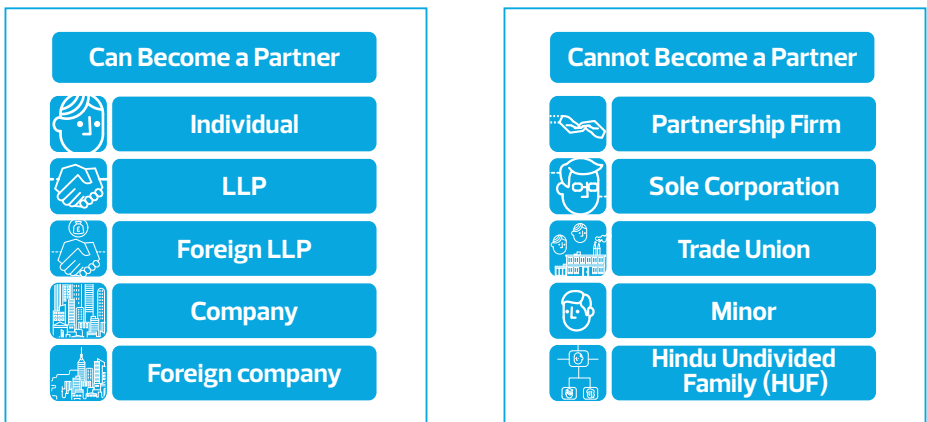 Can Become a Partner
Individual
LLP
Foreign LLP
Company
Foreign company
Cannot Become a Partner
Partnership Firm
Sole Corporation
Trade Union
Minor
Hindu Undivided
Family (HUF)